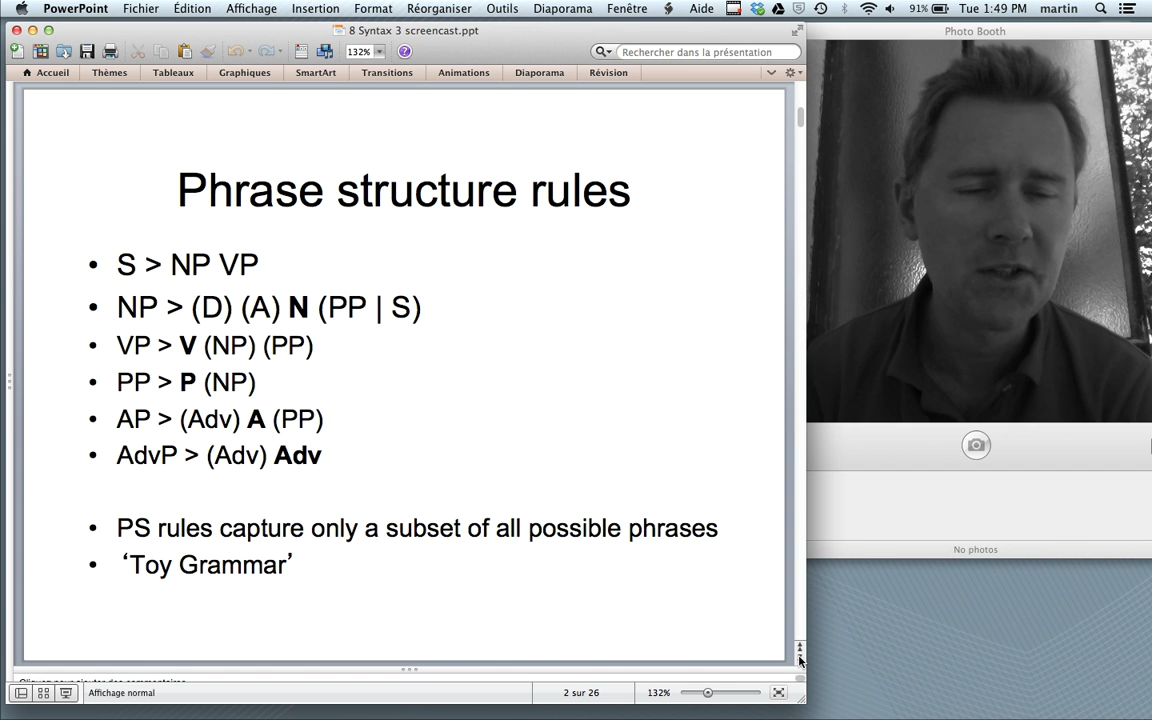 PowerPoint Fichier Édition Affichage Insertion Format Réorganiser Outils Diaporama Fenêtre Aide 91% Tue 1:49 PM martin
8 Syntax 3 screencast.ppt
Photo Booth
132% Rechercher dans la présentation
Accueil Thèmes Tableaux Graphiques SmartArt Transitions Animations Diaporama Révision
Phrase structure rules
• S > NP VP
• NP > (D) (A) N (PP | S)
• VP > V (NP) (PP)
• PP > P (NP)
• AP > (Adv) A (PP)
• AdvP > (Adv) Adv
• PS rules capture only a subset of all possible phrases
• ‘Toy Grammar’
No photos
Affichage normal 2 sur 26 132%